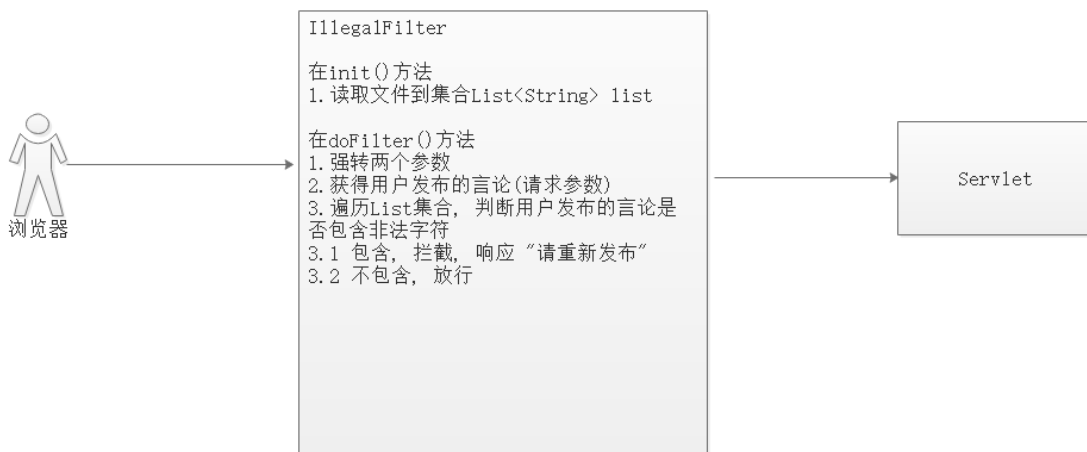 IllegalFilter
在init()方法
1.读取文件到集合List<String> list
在doFilter()方法
1.强转两个参数
2.获得用户发布的言论(请求参数)
3.遍历List集合, 判断用户发布的言论是
否包含非法字符
3.1 包含, 拦截, 响应 "请重新发布"
3.2 不包含, 放行
浏览器
Servlet